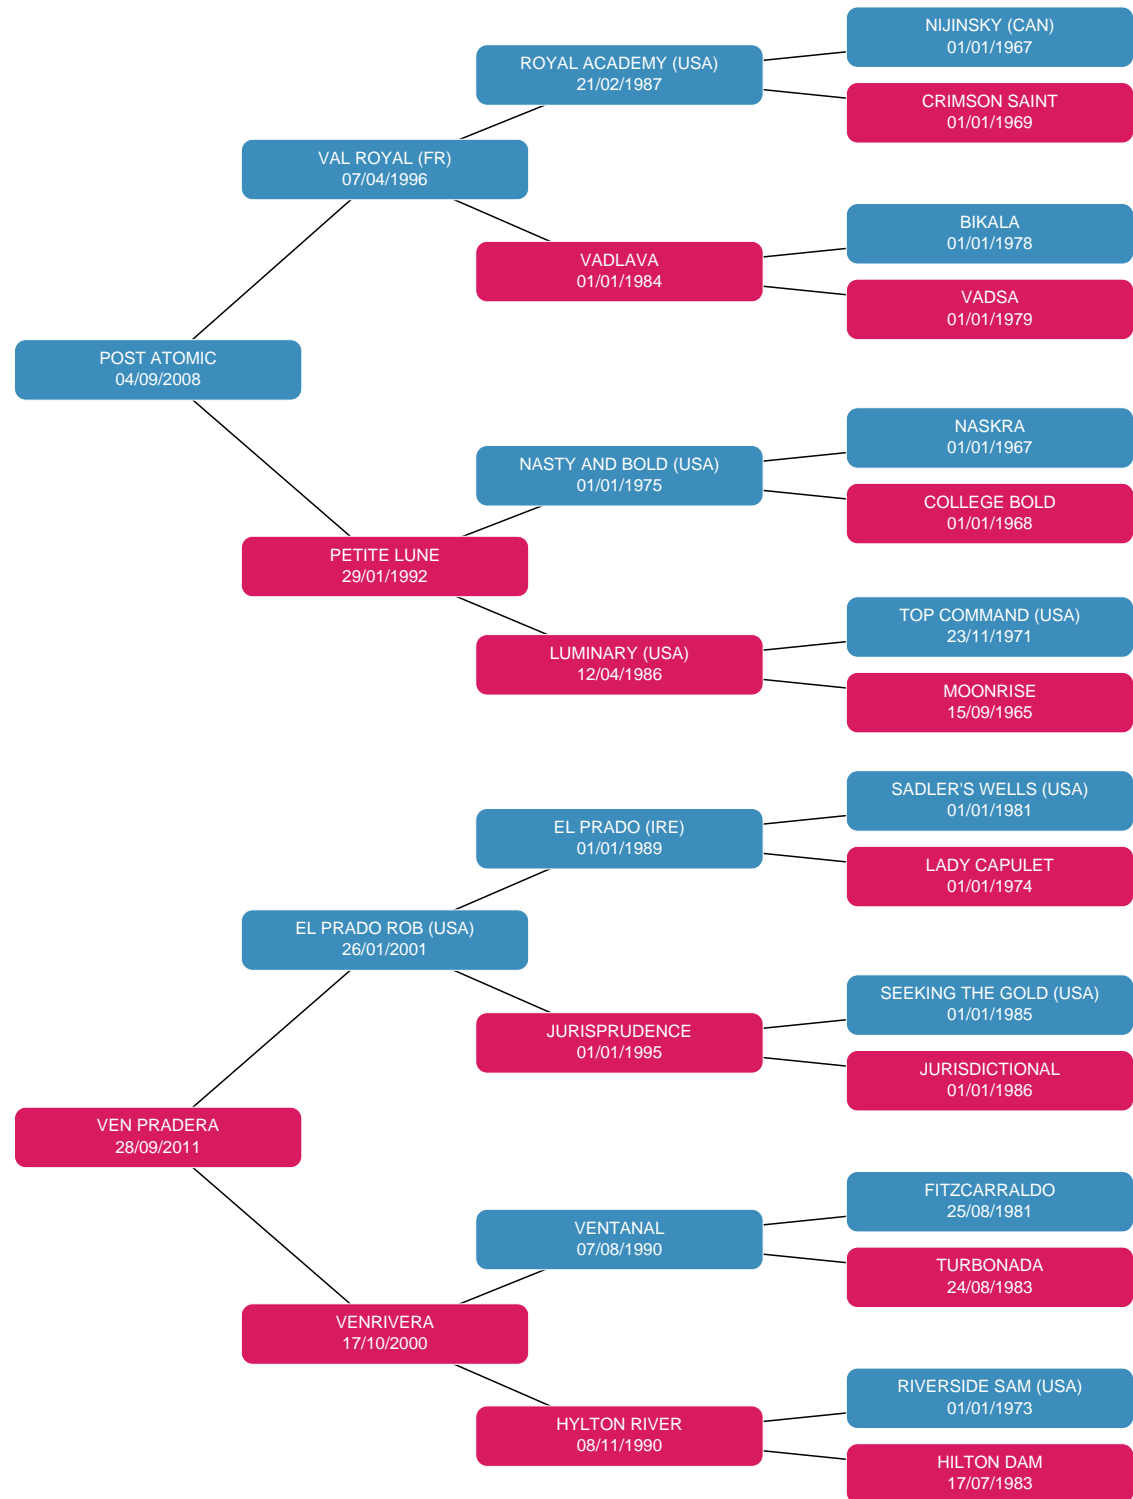 NIJINSKY (CAN)
01/01/1967
ROYAL ACADEMY (USA)
21/02/1987
CRIMSON SAINT
01/01/1969
VAL ROYAL (FR)
07/04/1996
BIKALA
01/01/1978
VADLAVA
01/01/1984
VADSA
01/01/1979
POST ATOMIC
04/09/2008
NASKRA
01/01/1967
NASTY AND BOLD (USA)
01/01/1975
COLLEGE BOLD
01/01/1968
PETITE LUNE
29/01/1992
TOP COMMAND (USA)
23/11/1971
LUMINARY (USA)
12/04/1986
MOONRISE
15/09/1965
SADLER'S WELLS (USA)
01/01/1981
EL PRADO (IRE)
01/01/1989
LADY CAPULET
01/01/1974
EL PRADO ROB (USA)
26/01/2001
SEEKING THE GOLD (USA)
01/01/1985
JURISPRUDENCE
01/01/1995
JURISDICTIONAL
01/01/1986
VEN PRADERA
28/09/2011
FITZCARRALDO
25/08/1981
VENTANAL
07/08/1990
TURBONADA
24/08/1983
VENRIVERA
17/10/2000
RIVERSIDE SAM (USA)
01/01/1973
HYLTON RIVER
08/11/1990
HILTON DAM
17/07/1983